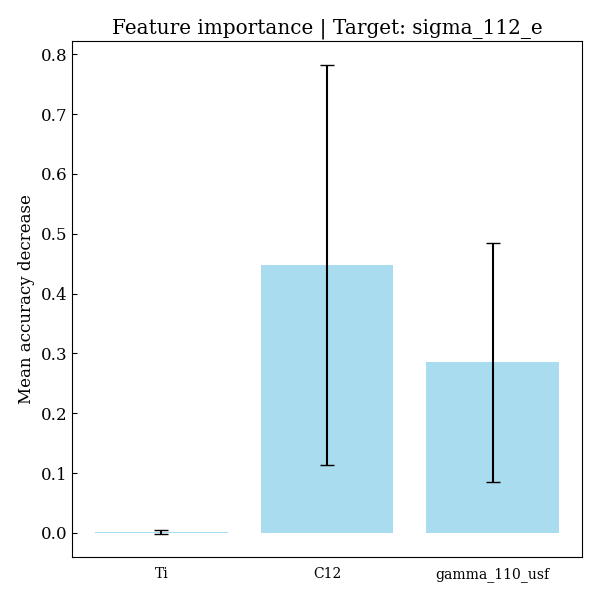 Feature importance | Target: sigma_112_e
Mean accuracy decrease
0.8
0.7
0.6
0.5
0.4
0.3
0.2
0.1
0.0
Ti
C12
gamma_110_usf